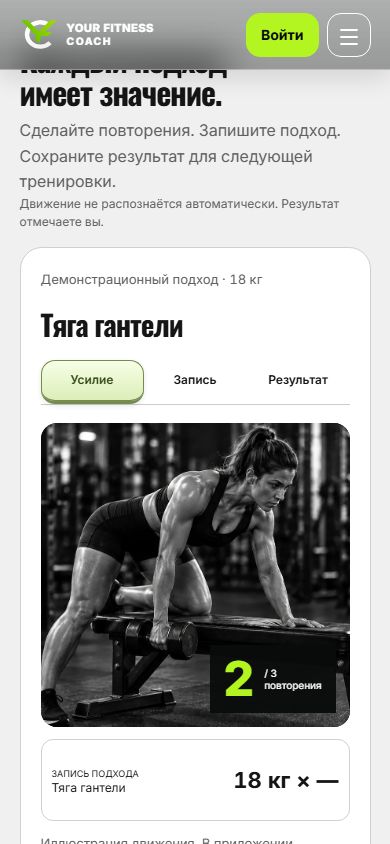 YOUR FITNESS
COACH
Войти
Каждый подход
имеет значение.
Сделайте повторения. Запишите подход.
Сохраните результат для следующей
тренировки.
Движение не распознаётся автоматически. Результат
отмечаете вы.
Демонстрационный подход · 18 кг
Тяга гантели
Усилие
Запись
Результат
2
/ 3
повторения
ЗАПИСЬ ПОДХОДА
Тяга гантели
18 кг × —
Иллюстрация движения. В приложении